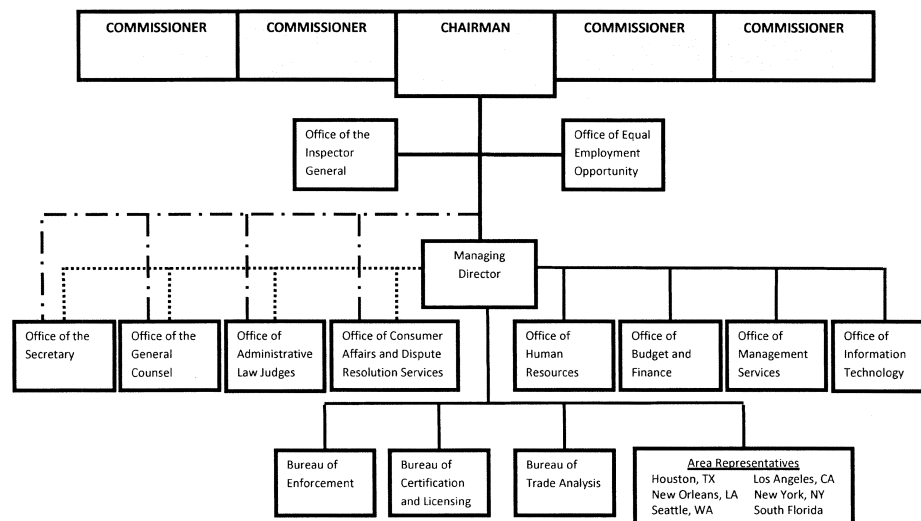 COMMISSIONER
COMMISSIONER
CHAIRMAN
COMMISSIONER
COMMISSIONER
Office of the
Inspector
General
Office of Equal
Employment
Opportunity
Managing
Director
Office of the
Secretary
Office of the
General
Counsel
Office of
Administrative
Law Judges
Office of Consumer
Affairs and Dispute
Resolution Services
Office of
Human
Resources
Office of
Budget and
Finance
Office of
Management
Services
Office of
Information
Technology
Bureau of
Enforcement
Bureau of
Certification
and Licensing
Bureau of
Trade Analysis
Area Representatives
Houston, TX Los Angeles, CA
New Orleans, LA New York, NY
Seattle, WA South Florida